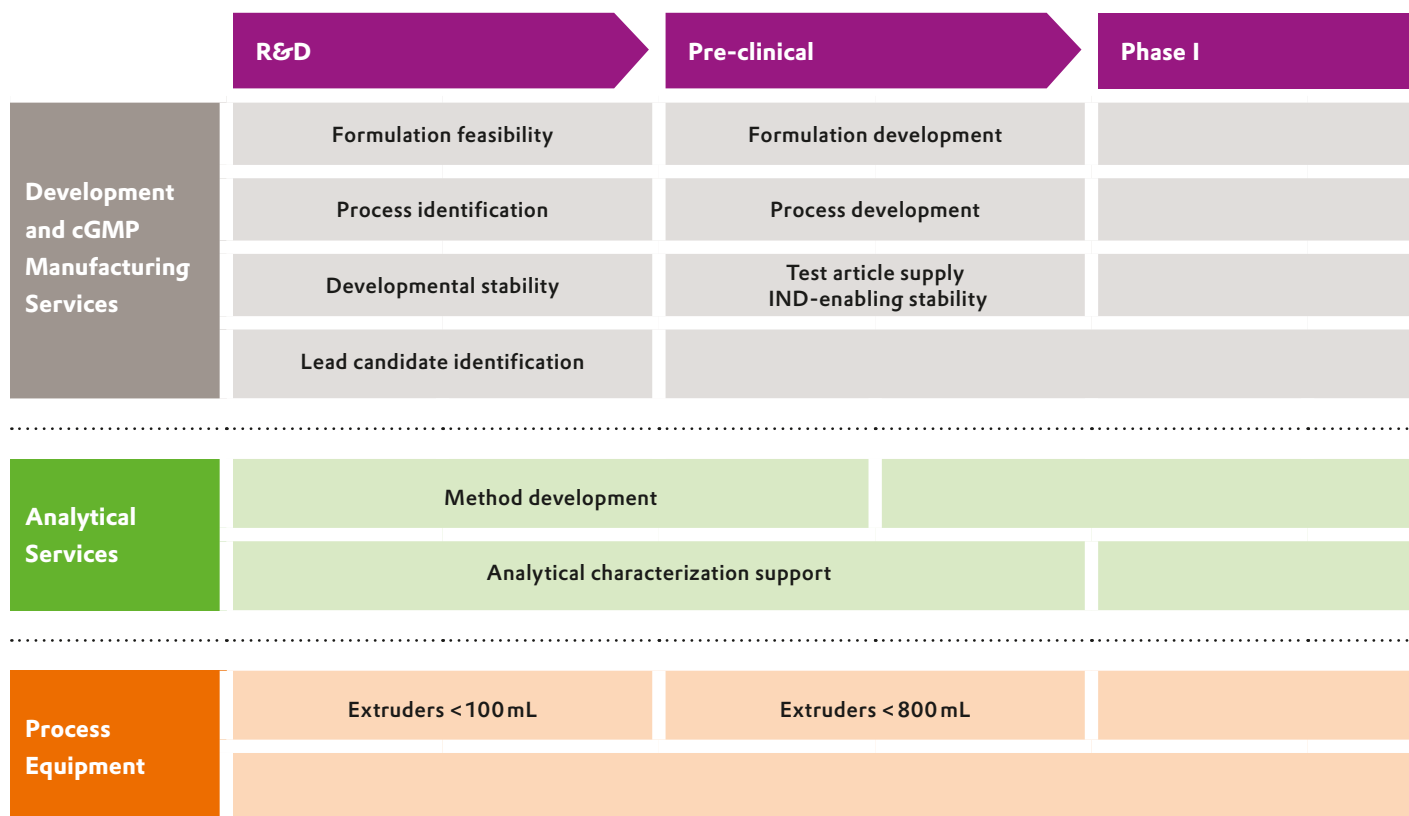 R&D
Pre-clinical
Phase I
Development
and cGMP
Manufacturing
Services
Formulation feasibility
Formulation development
Process identification
Process development
Developmental stability
Test article supply
IND-enabling stability
Lead candidate identification
Analytical
Services
Method development
Analytical characterization support
Process
Equipment
Extruders <100 mL
Extruders <800 mL